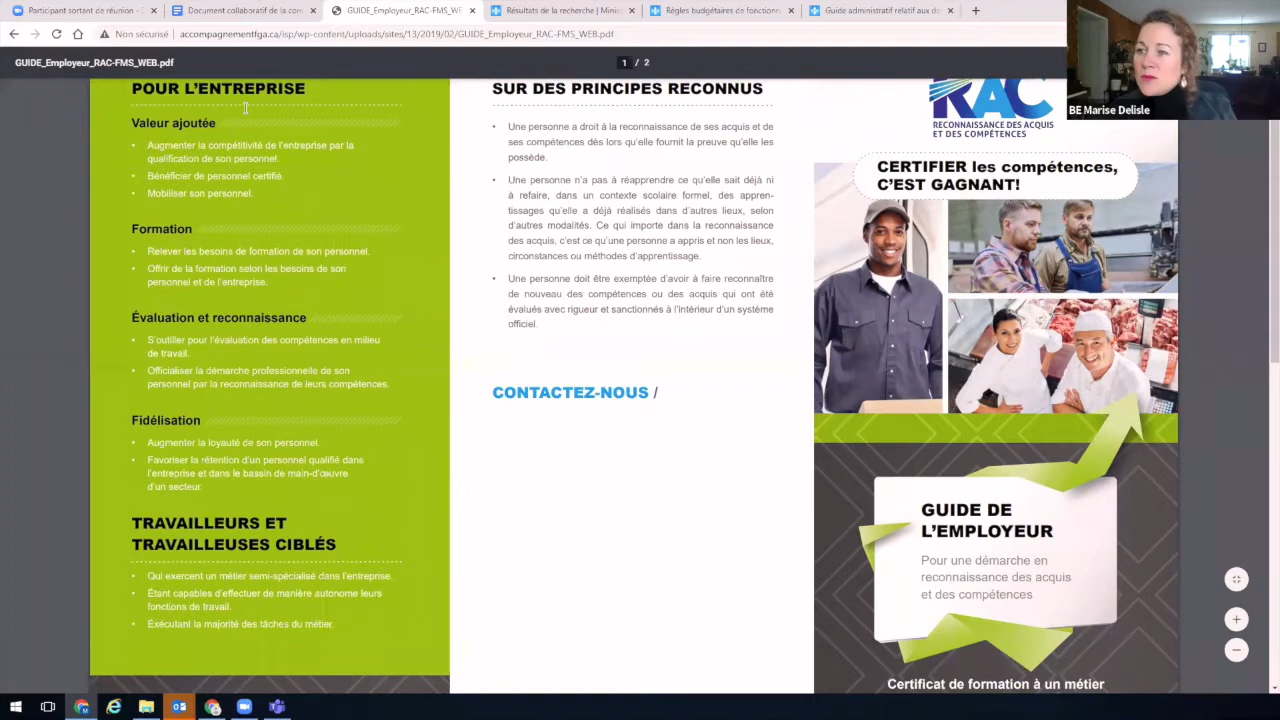 Participant sortant de réunion - Z
Document collaboratif de la com
GUIDE_Employeur_RAC-FMS_WE
Résultats de la recherche | Minis
Règles budgétaires de fonctionn
Guide administratif relatif aux do
Non sécurisé | accompagnementfga.ca/isp/wp-content/uploads/sites/13/2019/02/GUIDE_Employeur_RAC-FMS_WEB.pdf
GUIDE_Employeur_RAC-FMS_WEB.pdf
1 / 2
BE Marise Delisle
POUR L'ENTREPRISE
Valeur ajoutée
• Augmenter la compétitivité de l'entreprise par la
qualification de son personnel.
• Bénéficier de personnel certifié.
• Mobiliser son personnel.
Formation
• Relever les besoins de formation de son personnel.
• Offrir de la formation selon les besoins de son
personnel et de l'entreprise.
Évaluation et reconnaissance
• S'outiller pour l'évaluation des compétences en milieu
de travail.
• Officialiser la démarche professionnelle de son
personnel par la reconnaissance de leurs compétences.
Fidélisation
• Augmenter la loyauté de son personnel.
• Favoriser la rétention d'un personnel qualifié dans
l'entreprise et dans le bassin de main-d'œuvre
d'un secteur.
TRAVAILLEURS ET
TRAVAILLEUSES CIBLÉS
• Qui exercent un métier semi-spécialisé dans l'entreprise.
• Étant capables d'effectuer de manière autonome leurs
fonctions de travail.
• Éxécutant la majorité des tâches du métier.
SUR DES PRINCIPES RECONNUS
• Une personne a droit à la reconnaissance de ses acquis et de
ses compétences dès lors qu'elle fournit la preuve qu'elle les
possède.
• Une personne n'a pas à réapprendre ce qu'elle sait déjà ni
à refaire, dans un contexte scolaire formel, des appren-
tissages qu'elle a déjà réalisés dans d'autres lieux, selon
d'autres modalités. Ce qui importe dans la reconnaissance
des acquis, c'est ce qu'une personne a appris et non les lieux,
circonstances ou méthodes d'apprentissage.
• Une personne doit être exemptée d'avoir à faire reconnaître
de nouveau des compétences ou des acquis qui ont été
évalués avec rigueur et sanctionnés à l'intérieur d'un système
officiel.
CONTACTEZ-NOUS /
RAC
RECONNAISSANCE DES ACQUIS
ET DES COMPÉTENCES
CERTIFIER les compétences,
C'EST GAGNANT!
GUIDE DE
L'EMPLOYEUR
Pour une démarche en
reconnaissance des acquis
et des compétences
Certificat de formation à un métier